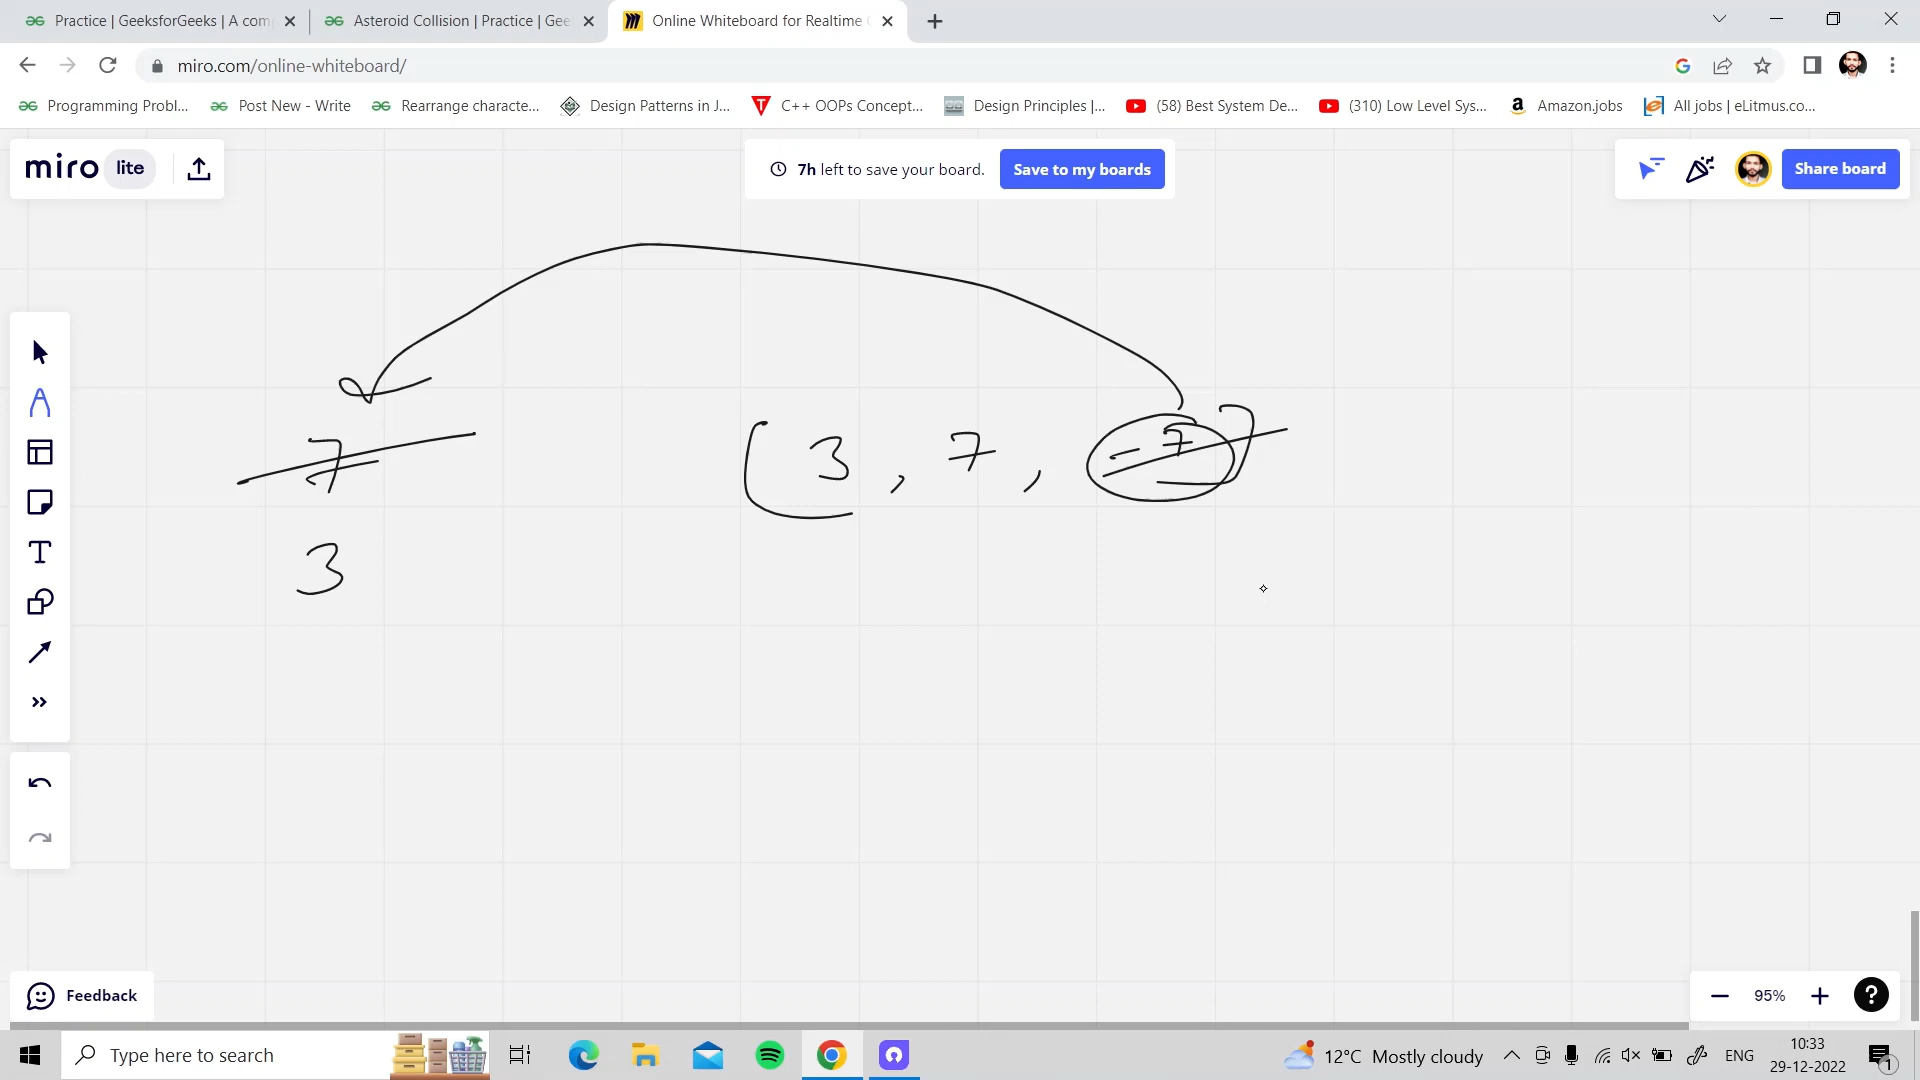 Practice | GeeksforGeeks | A com
Asteroid Collision | Practice | Gee
Online Whiteboard for Realtime C
miro.com/online-whiteboard/
Programming Probl...
Post New - Write
Rearrange characte...
Design Patterns in J...
C++ OOPs Concept...
Design Principles |...
(58) Best System De...
(310) Low Level Sys...
Amazon.jobs
All jobs | eLitmus.co...
miro lite
7h left to save your board.
Save to my boards
Share board
7
[ 3 , 7 , -7 ]
3
Feedback
95%
Type here to search
12°C Mostly cloudy
ENG
10:33
29-12-2022
1